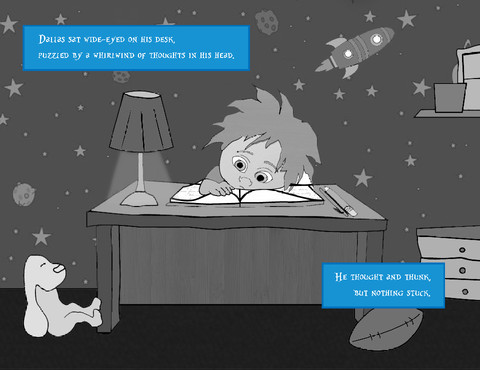 Dallas sat wide-eyed on his desk,
puzzled by a whirlwind of thoughts in his head.
He thought and thunk,
but nothing stuck.